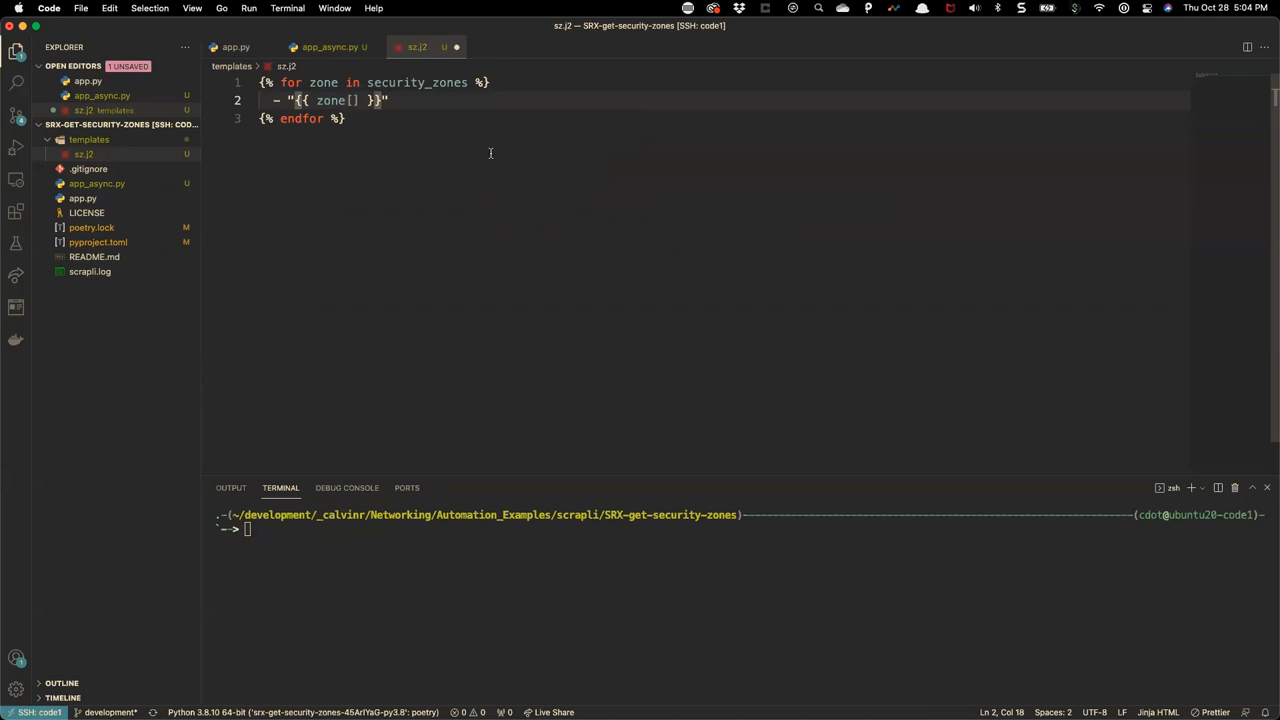 Code File Edit Selection View Go Run Terminal Window Help Thu Oct 28 5:04 PM
sz.j2 — SRX-get-security-zones [SSH: code1]
EXPLORER
app.py app_async.py U sz.j2 U
OPEN EDITORS 1 UNSAVED
templates > sz.j2
app.py
app_async.py U
sz.j2 templates U
SRX-GET-SECURITY-ZONES [SSH: COD...
templates
sz.j2 U
.gitignore
app_async.py U
app.py
LICENSE
poetry.lock M
pyproject.toml M
README.md
scrapli.log
1 {% for zone in security_zones %}
2 - "{{ zone[] }}"
3 {% endfor %}
OUTPUT TERMINAL DEBUG CONSOLE PORTS
zsh
.-(~/development/_calvinr/Networking/Automation_Examples/scrapli/SRX-get-security-zones)---(cdot@ubuntu20-code1)-
`-->
OUTLINE
TIMELINE
SSH: code1 development* Python 3.8.10 64-bit ('srx-get-security-zones-45ArlYaG-py3.8': poetry) 0 0 0 Live Share Ln 2, Col 18 Spaces: 2 UTF-8 LF Jinja HTML Prettier